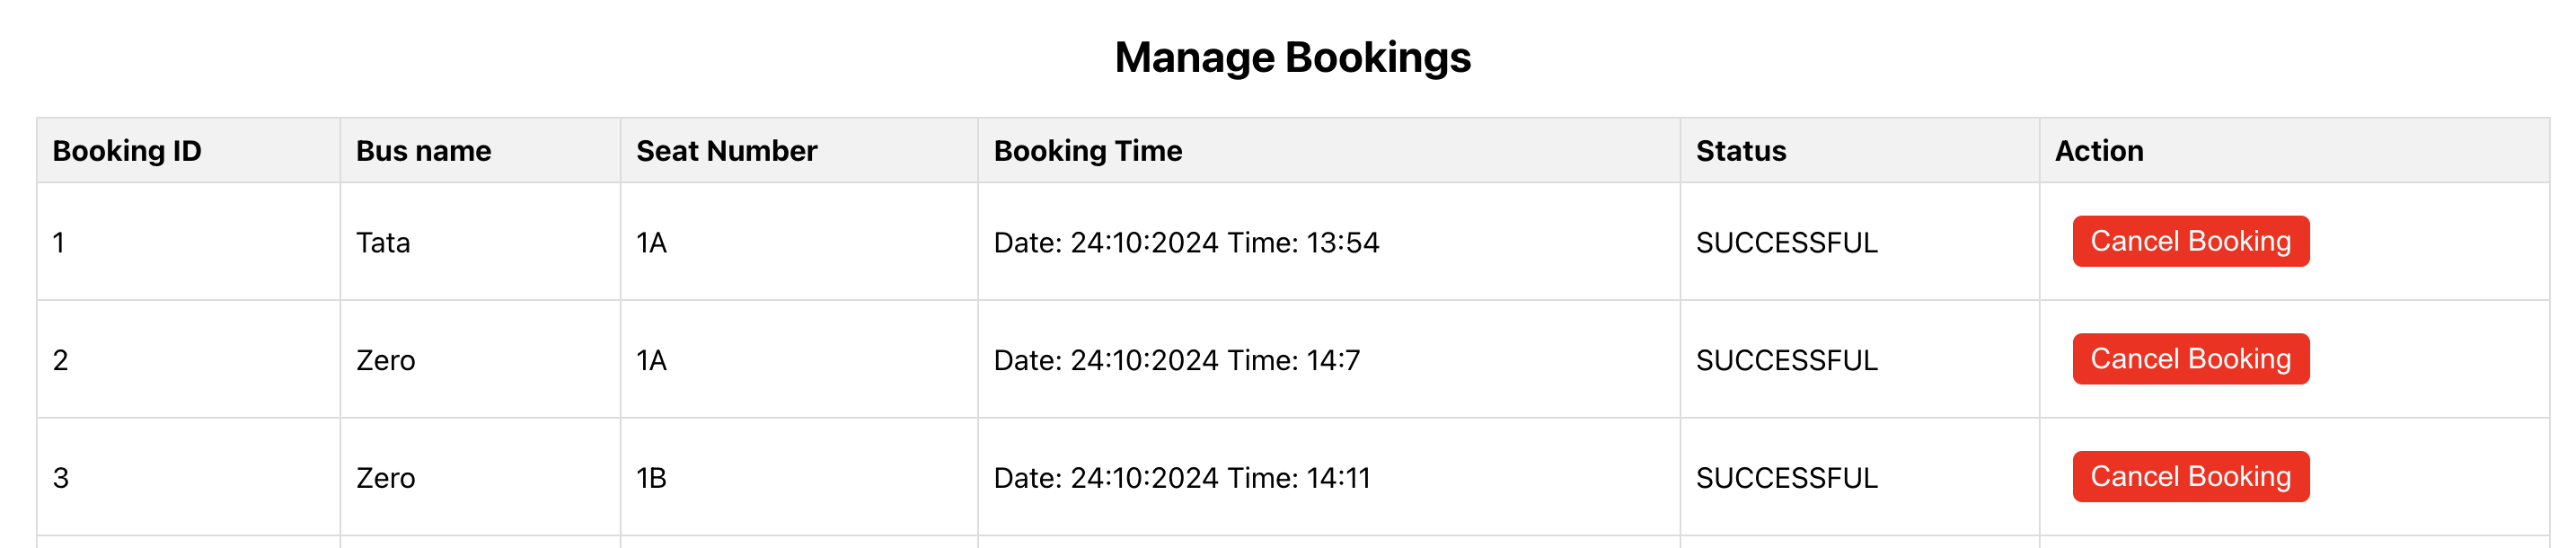 Manage Bookings
Booking ID Bus name Seat Number Booking Time Status Action
1 Tata 1A Date: 24:10:2024 Time: 13:54 SUCCESSFUL Cancel Booking
2 Zero 1A Date: 24:10:2024 Time: 14:7 SUCCESSFUL Cancel Booking
3 Zero 1B Date: 24:10:2024 Time: 14:11 SUCCESSFUL Cancel Booking